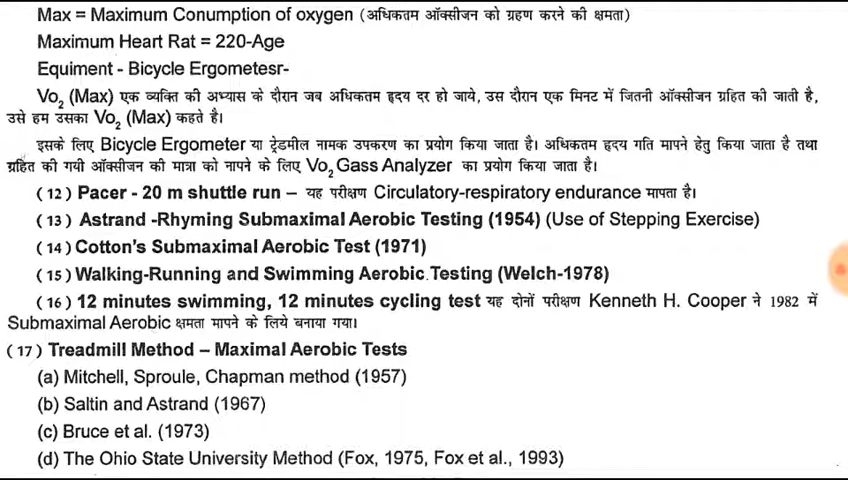 Max = Maximum Conumption of oxygen (अधिकतम ऑक्सीजन को ग्रहण करने की क्षमता)
Maximum Heart Rat = 220-Age
Equiment - Bicycle Ergometesr-
Vo₂ (Max) एक व्यक्ति की अभ्यास के दौरान जब अधिकतम हृदय दर हो जाये, उस दौरान एक मिनट में जितनी ऑक्सीजन ग्रहित की जाती है,
उसे हम उसका Vo₂ (Max) कहते है।
इसके लिए Bicycle Ergometer या ट्रेडमील नामक उपकरण का प्रयोग किया जाता है। अधिकतम हृदय गति मापने हेतु किया जाता है तथा
ग्रहित की गयी ऑक्सीजन की मात्रा को नापने के लिए Vo₂ Gass Analyzer का प्रयोग किया जाता है।
(12) Pacer - 20 m shuttle run – यह परीक्षण Circulatory-respiratory endurance मापता है।
(13) Astrand -Rhyming Submaximal Aerobic Testing (1954) (Use of Stepping Exercise)
(14) Cotton's Submaximal Aerobic Test (1971)
(15) Walking-Running and Swimming Aerobic Testing (Welch-1978)
(16) 12 minutes swimming, 12 minutes cycling test यह दोनों परीक्षण Kenneth H. Cooper ने 1982 में
Submaximal Aerobic क्षमता मापने के लिये बनाया गया।
(17) Treadmill Method – Maximal Aerobic Tests
(a) Mitchell, Sproule, Chapman method (1957)
(b) Saltin and Astrand (1967)
(c) Bruce et al. (1973)
(d) The Ohio State University Method (Fox, 1975, Fox et al., 1993)